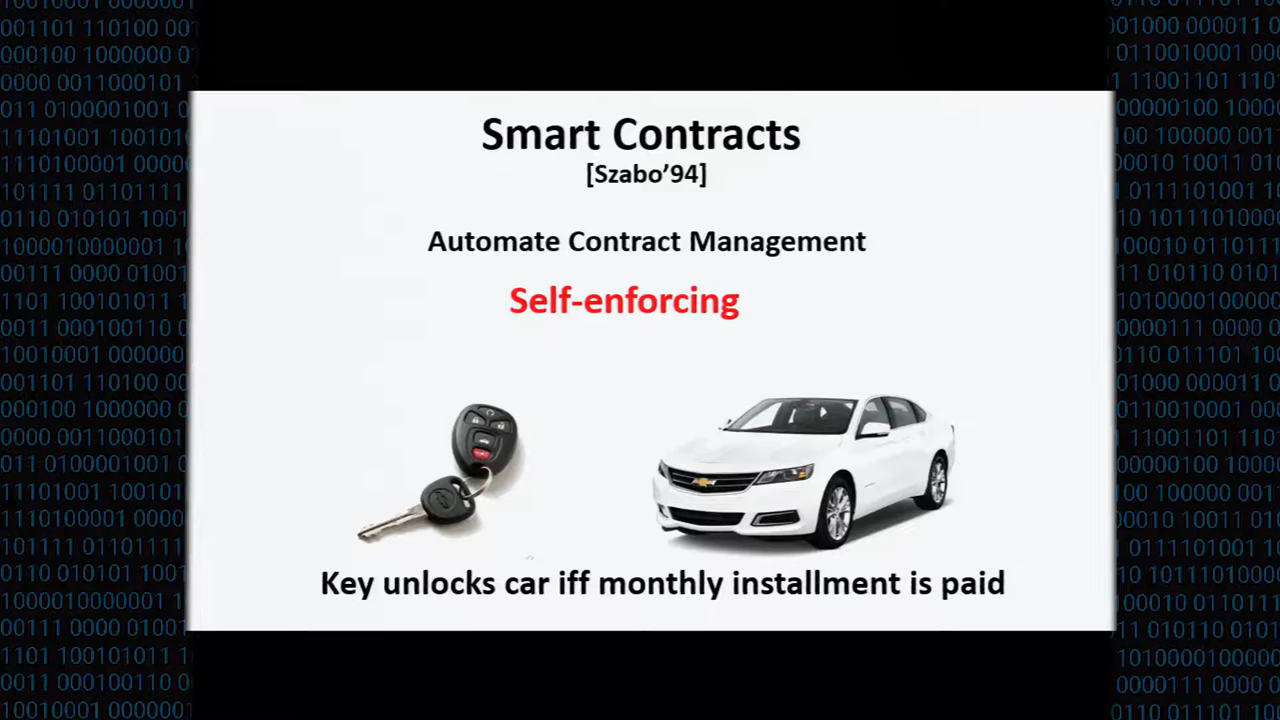 Smart Contracts
[Szabo’94]
Automate Contract Management
Self-enforcing
Key unlocks car iff monthly installment is paid